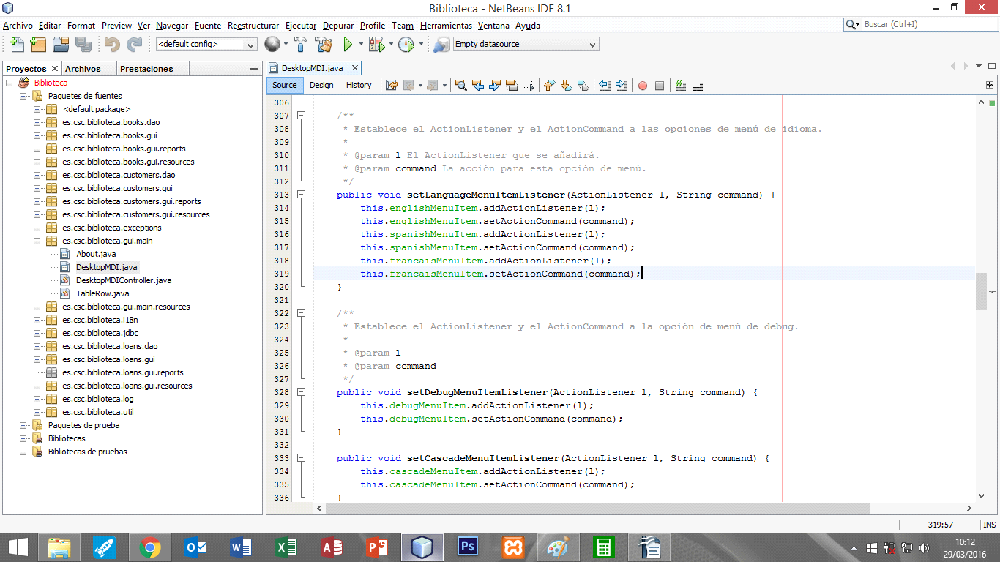 Biblioteca - NetBeans IDE 8.1
Archivo Editar Format Preview Ver Navegar Fuente Reestructurar Ejecutar Depurar Profile Team Herramientas Ventana Ayuda
Buscar (Ctrl+I)
<default config>
Empty datasource
Proyectos Archivos Prestaciones
Biblioteca
Paquetes de fuentes
<default package>
es.csc.biblioteca.books.dao
es.csc.biblioteca.books.gui
es.csc.biblioteca.books.gui.reports
es.csc.biblioteca.books.gui.resources
es.csc.biblioteca.customers.dao
es.csc.biblioteca.customers.gui
es.csc.biblioteca.customers.gui.reports
es.csc.biblioteca.customers.gui.resources
es.csc.biblioteca.exceptions
es.csc.biblioteca.gui.main
About.java
DesktopMDI.java
DesktopMDIController.java
TableRow.java
es.csc.biblioteca.gui.main.resources
es.csc.biblioteca.i18n
es.csc.biblioteca.jdbc
es.csc.biblioteca.loans.dao
es.csc.biblioteca.loans.gui
es.csc.biblioteca.loans.gui.reports
es.csc.biblioteca.loans.gui.resources
es.csc.biblioteca.log
es.csc.biblioteca.util
Paquetes de prueba
Bibliotecas
Bibliotecas de pruebas
DesktopMDI.java
Source Design History
306
307 /**
308 * Establece el ActionListener y el ActionCommand a las opciones de menú de idioma.
309 *
310 * @param l El ActionListener que se añadirá.
311 * @param command La acción para esta opción de menú.
312 */
313 public void setLanguageMenuItemListener(ActionListener l, String command) {
314 this.englishMenuItem.addActionListener(l);
315 this.englishMenuItem.setActionCommand(command);
316 this.spanishMenuItem.addActionListener(l);
317 this.spanishMenuItem.setActionCommand(command);
318 this.francaisMenuItem.addActionListener(l);
319 this.francaisMenuItem.setActionCommand(command);
320 }
321
322 /**
323 * Establece el ActionListener y el ActionCommand a la opción de menú de debug.
324 *
325 * @param l
326 * @param command
327 */
328 public void setDebugMenuItemListener(ActionListener l, String command) {
329 this.debugMenuItem.addActionListener(l);
330 this.debugMenuItem.setActionCommand(command);
331 }
332
333 public void setCascadeMenuItemListener(ActionListener l, String command) {
334 this.cascadeMenuItem.addActionListener(l);
335 this.cascadeMenuItem.setActionCommand(command);
336 }
319:57 INS
10:12
29/03/2016